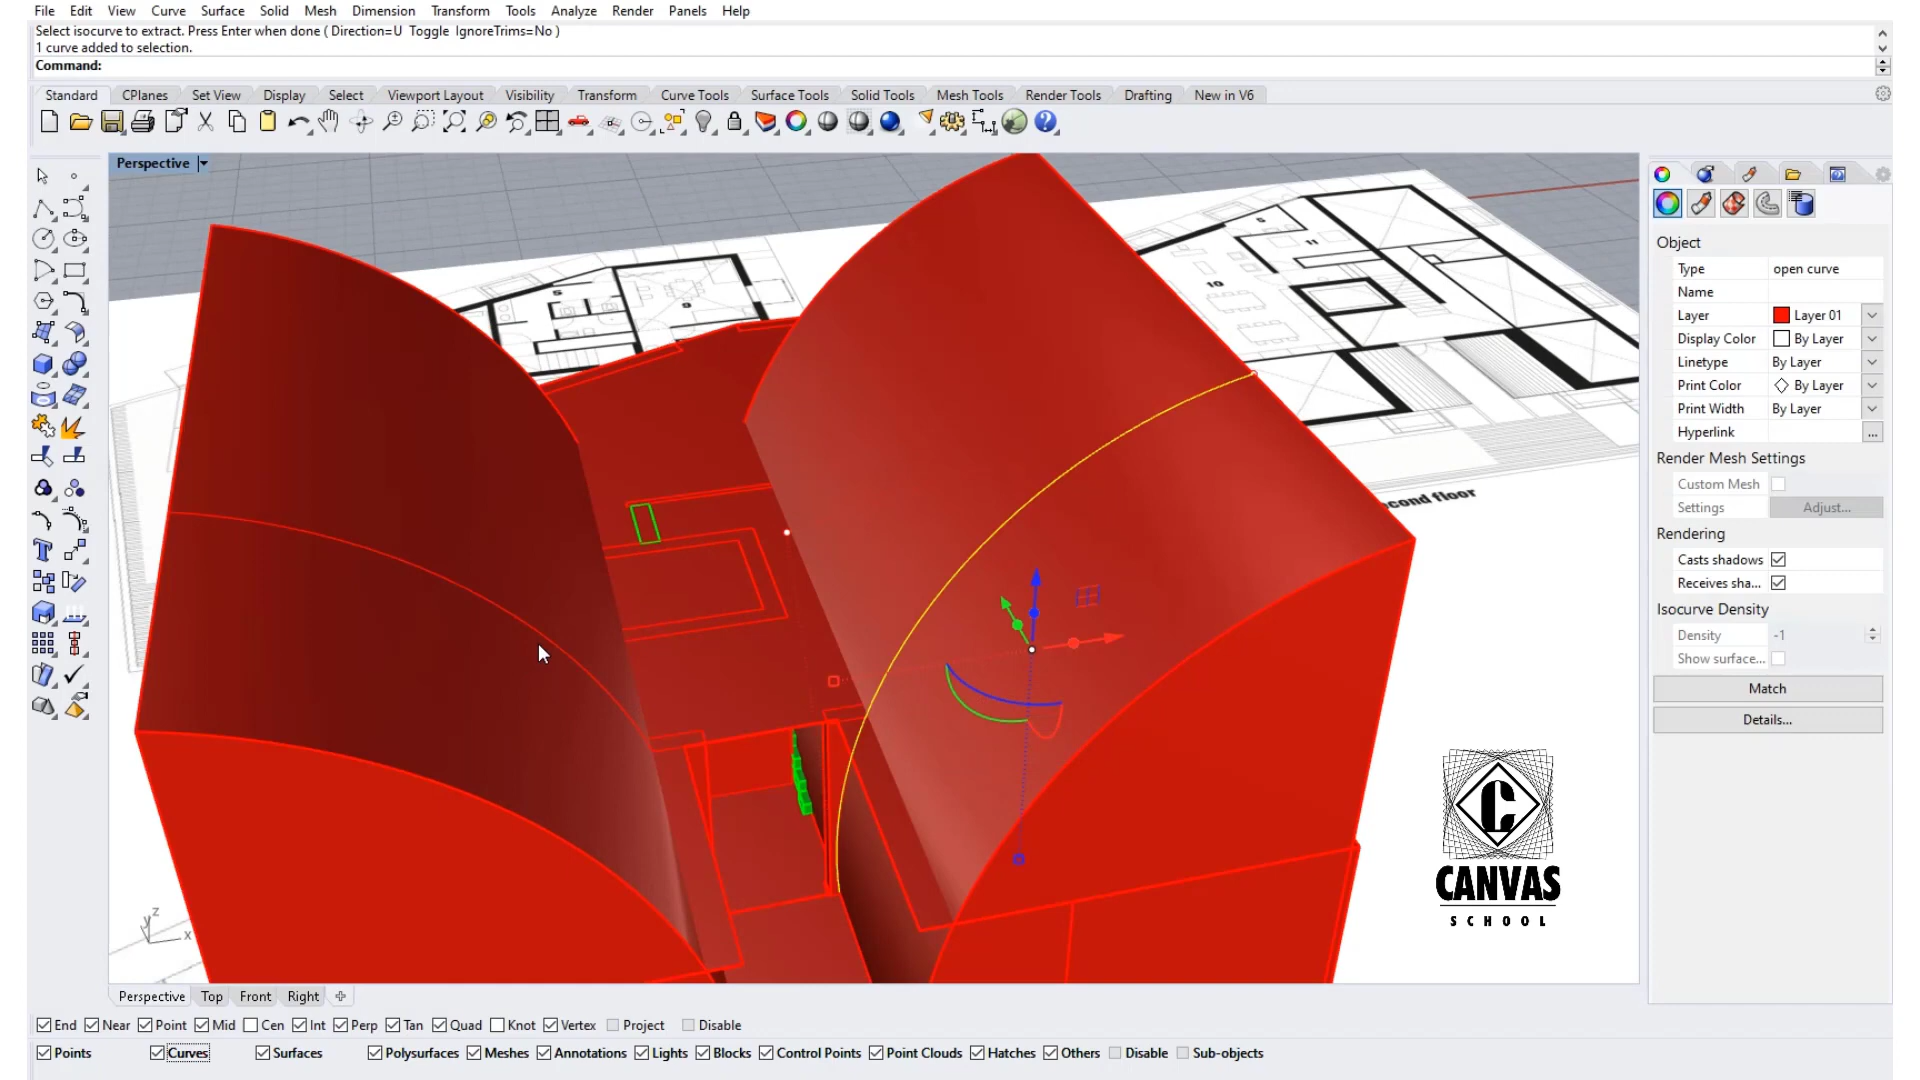 File Edit View Curve Surface Solid Mesh Dimension Transform Tools Analyze Render Panels Help
Select isocurve to extract. Press Enter when done ( Direction=U Toggle IgnoreTrims=No )
1 curve added to selection.
Command:
Standard CPlanes Set View Display Select Viewport Layout Visibility Transform Curve Tools Surface Tools Solid Tools Mesh Tools Render Tools Drafting New in V6
Perspective
Object
Type open curve
Name
Layer Layer 01
Display Color By Layer
Linetype By Layer
Print Color By Layer
Print Width By Layer
Hyperlink ...
Render Mesh Settings
Custom Mesh
Settings Adjust...
Rendering
Casts shadows
Receives sha...
Isocurve Density
Density -1
Show surface...
Match
Details...
5
9
5
11
10
cond floor
CANVAS
SCHOOL
z
y
x
Perspective Top Front Right
End Near Point Mid Cen Int Perp Tan Quad Knot Vertex Project Disable
Points Curves Surfaces Polysurfaces Meshes Annotations Lights Blocks Control Points Point Clouds Hatches Others Disable Sub-objects